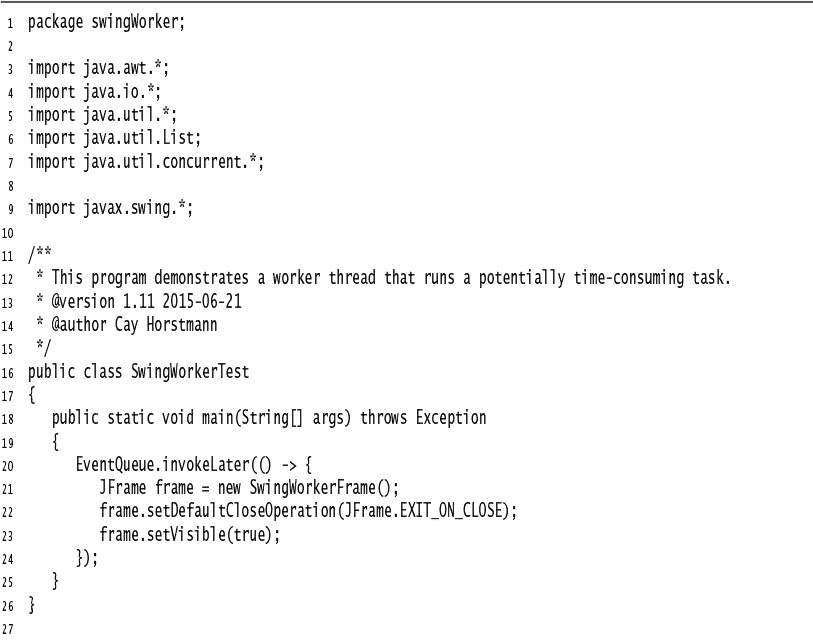 1 package swingWorker;
2
3 import java.awt.*;
4 import java.io.*;
5 import java.util.*;
6 import java.util.List;
7 import java.util.concurrent.*;
8
9 import javax.swing.*;
10
11 /**
12  * This program demonstrates a worker thread that runs a potentially time-consuming task.
13  * @version 1.11 2015-06-21
14  * @author Cay Horstmann
15  */
16 public class SwingWorkerTest
17 {
18    public static void main(String[] args) throws Exception
19    {
20       EventQueue.invokeLater(() -> {
21          JFrame frame = new SwingWorkerFrame();
22          frame.setDefaultCloseOperation(JFrame.EXIT_ON_CLOSE);
23          frame.setVisible(true);
24       });
25    }
26 }
27